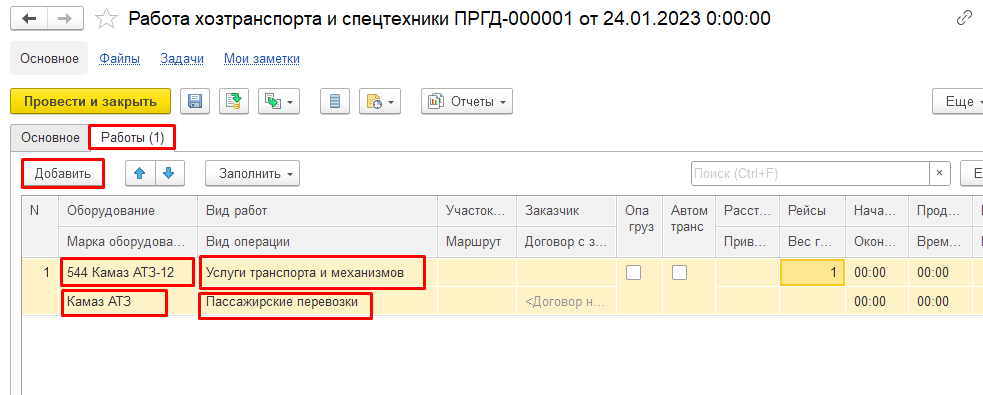 Работа хозтранспорта и спецтехники ПРГД-000001 от 24.01.2023 0:00:00
Основное Файлы Задачи Мои заметки
Провести и закрыть Отчеты Еще
Основное Работы (1)
Добавить Заполнить Поиск (Ctrl+F) × Е
N Оборудование Вид работ Участок... Заказчик Опа груз Автом транс Расст... Рейсы Нача... Прод...
Марка оборудова... Вид операции Маршрут Договор с з... Прив... Вес г... Окон... Врем...
1 544 Камаз АТЗ-12 Услуги транспорта и механизмов 1 00:00 00:00
Камаз АТЗ Пассажирские перевозки <Договор н... 00:00 00:00